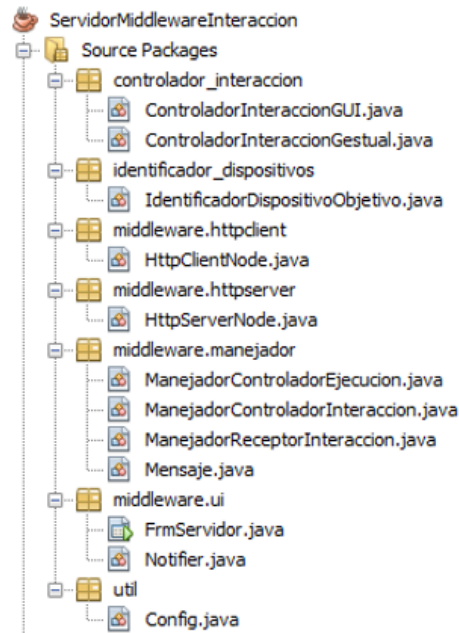 ServidorMiddlewareInteraccion
Source Packages
controlador_interaccion
ControladorInteraccionGUI.java
ControladorInteraccionGestual.java
identificador_dispositivos
IdentificadorDispositivoObjetivo.java
middleware.httpclient
HttpClientNode.java
middleware.httpserver
HttpServerNode.java
middleware.manejador
ManejadorControladorEjecucion.java
ManejadorControladorInteraccion.java
ManejadorReceptorInteraccion.java
Mensaje.java
middleware.ui
FrmServidor.java
Notifier.java
util
Config.java